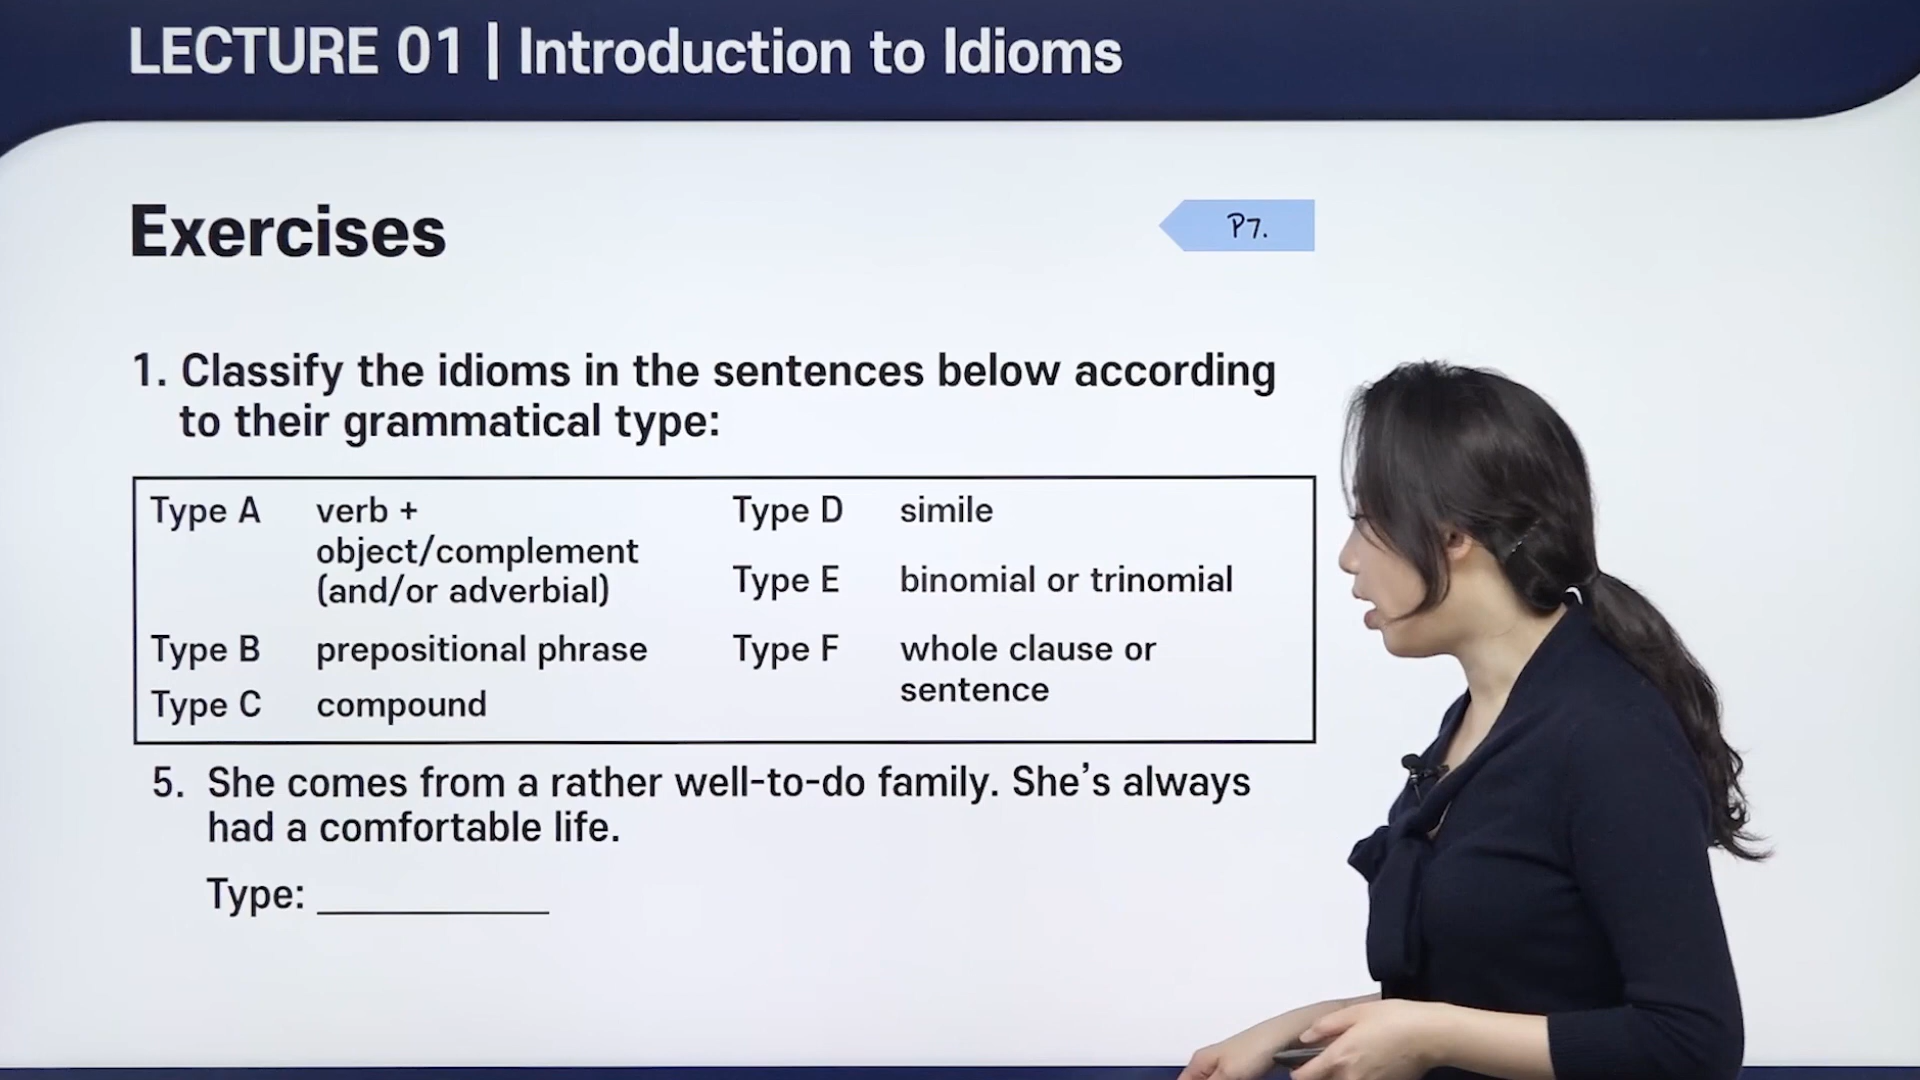 LECTURE 01 | Introduction to Idioms
Exercises
P7.
1. Classify the idioms in the sentences below according
to their grammatical type:
Type A verb +
object/complement
(and/or adverbial)
Type B prepositional phrase
Type C compound
Type D simile
Type E binomial or trinomial
Type F whole clause or
sentence
5. She comes from a rather well-to-do family. She’s always
had a comfortable life.
Type: __________